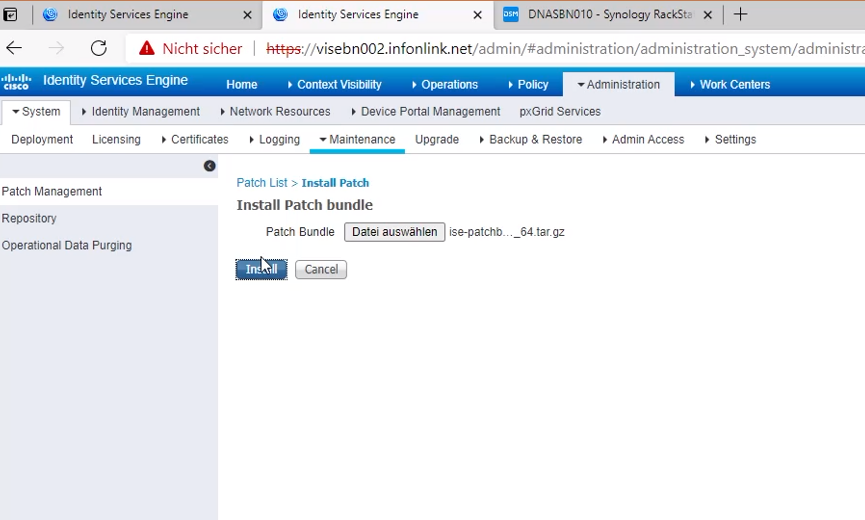 Identity Services Engine
Identity Services Engine
DSM DNASBN010 - Synology RackSta
Nicht sicher https://visebn002.infonlink.net/admin/#administration/administration_system/administra
cisco Identity Services Engine Home Context Visibility Operations Policy Administration Work Centers
System Identity Management Network Resources Device Portal Management pxGrid Services
Deployment Licensing Certificates Logging Maintenance Upgrade Backup & Restore Admin Access Settings
Patch Management
Repository
Operational Data Purging
Patch List > Install Patch
Install Patch bundle
Patch Bundle Datei auswählen ise-patchb..._64.tar.gz
Install Cancel